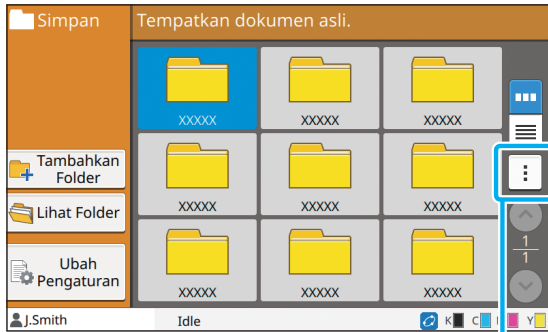 Simpan
Tempatkan dokumen asli.
XXXXX XXXXX XXXXX
Tambahkan
Folder
XXXXX XXXXX XXXXX
Lihat Folder
1
1
Ubah
Pengaturan
XXXXX XXXXX XXXXX
J.Smith
Idle
K C Y